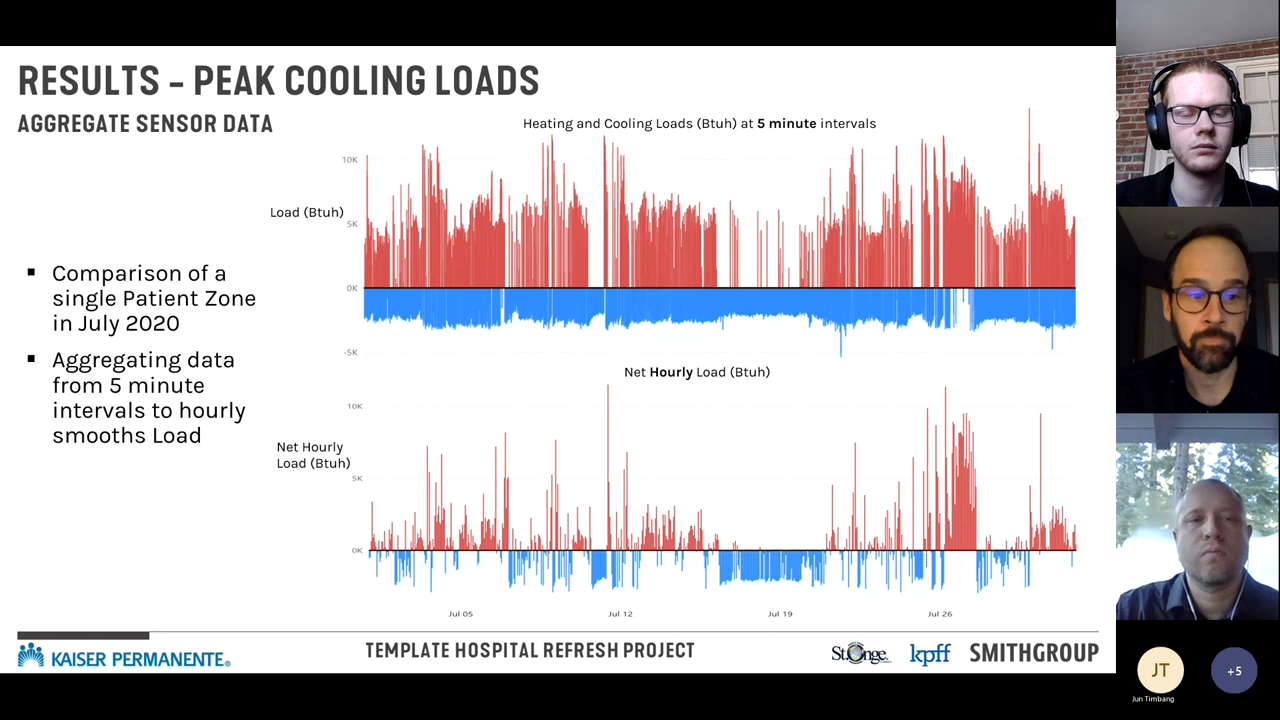 RESULTS – PEAK COOLING LOADS
AGGREGATE SENSOR DATA
Heating and Cooling Loads (Btuh) at 5 minute intervals
10K
Load (Btuh)
5K
0K
-5K
▪ Comparison of a
single Patient Zone
in July 2020
▪ Aggregating data
from 5 minute
intervals to hourly
smooths Load
Net Hourly Load (Btuh)
10K
Net Hourly
Load (Btuh)
5K
0K
Jul 05
Jul 12
Jul 19
Jul 26
KAISER PERMANENTE®
TEMPLATE HOSPITAL REFRESH PROJECT
St.Onge
kpff
SMITHGROUP
JT
Jun Timbang
+5